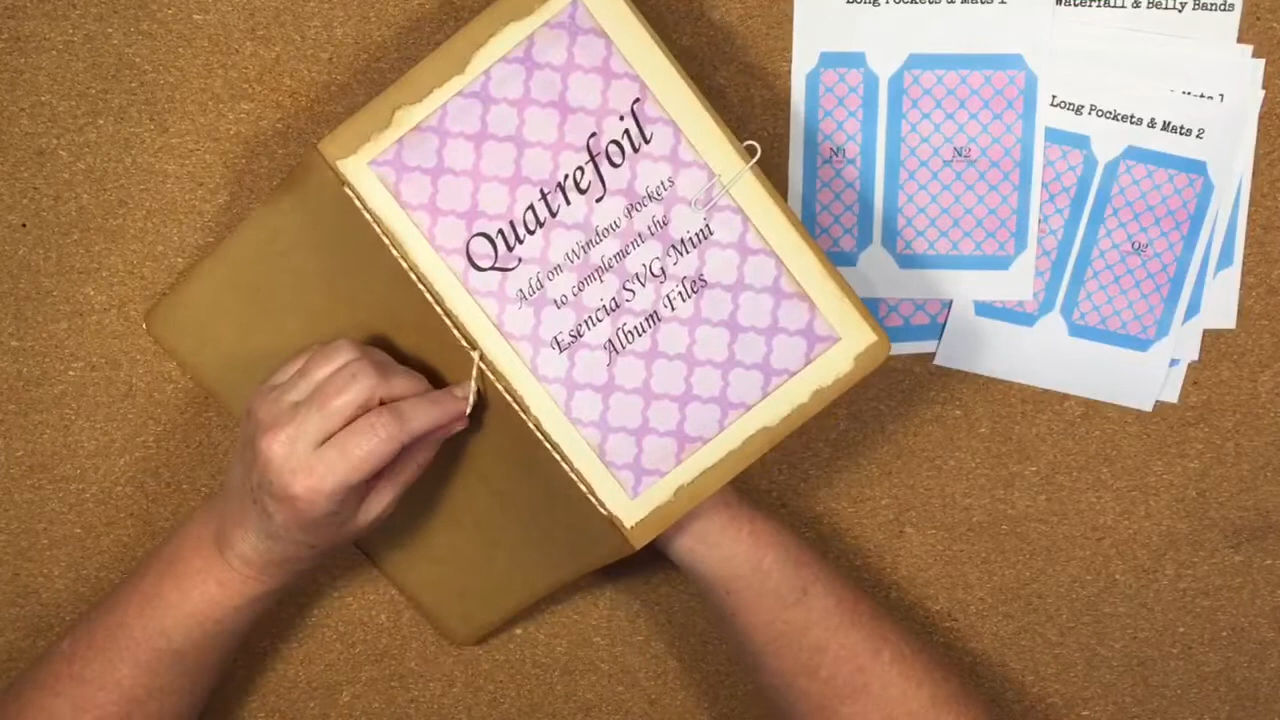 Quatrefoil
Add on Window Pockets
to complement the
Esencia SVG Mini
Album Files
Long Pockets & Mats 1
N1
N2
Waterfall & Belly Bands
Long Pockets & Mats 2
O2